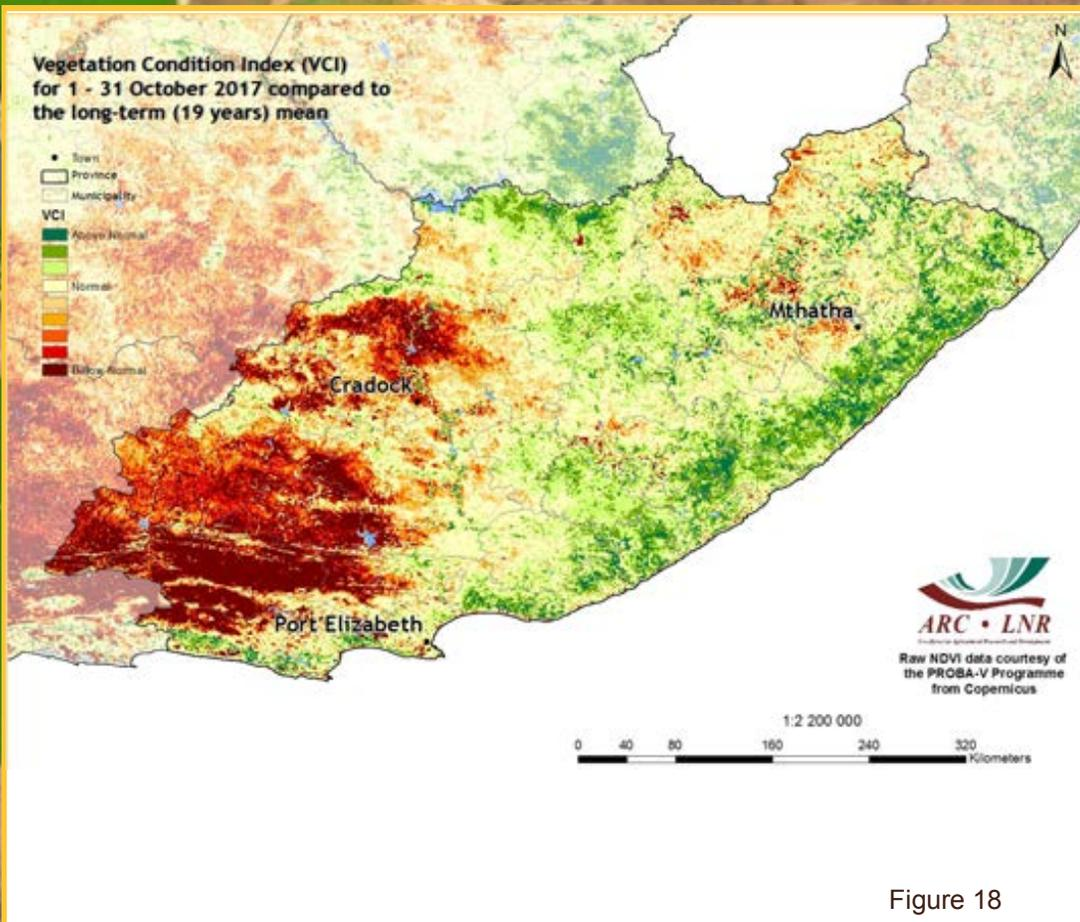 Vegetation Condition Index (VCI)
for 1 - 31 October 2017 compared to
the long-term (19 years) mean
N
Town
Province
Municipality
VCI
Above Normal
Normal
Below Normal
Mthatha
Cradock
Port Elizabeth
ARC • LNR
Raw NDVI data courtesy of
the PROBA-V Programme
from Copernicus
1:2 200 000
0 40 80 160 240 320
Kilometers
Figure 18